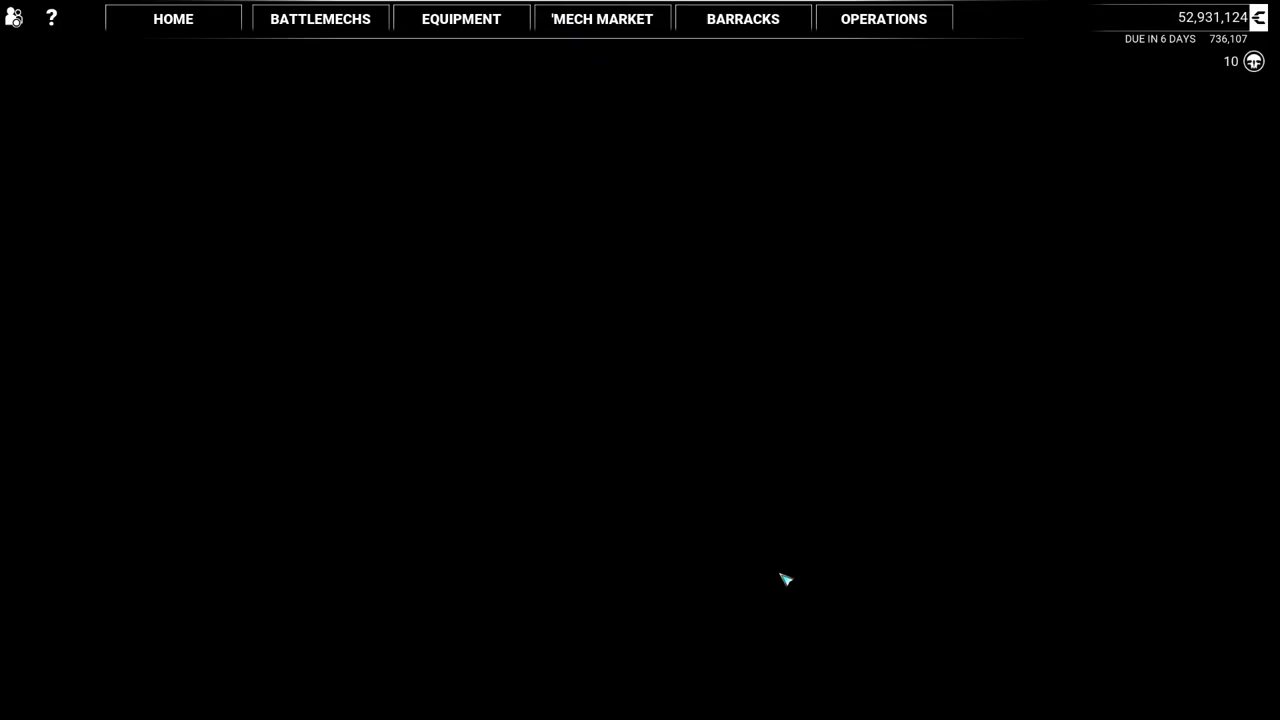 ? HOME BATTLEMECHS EQUIPMENT 'MECH MARKET BARRACKS OPERATIONS 52,931,124
DUE IN 6 DAYS 736,107
10